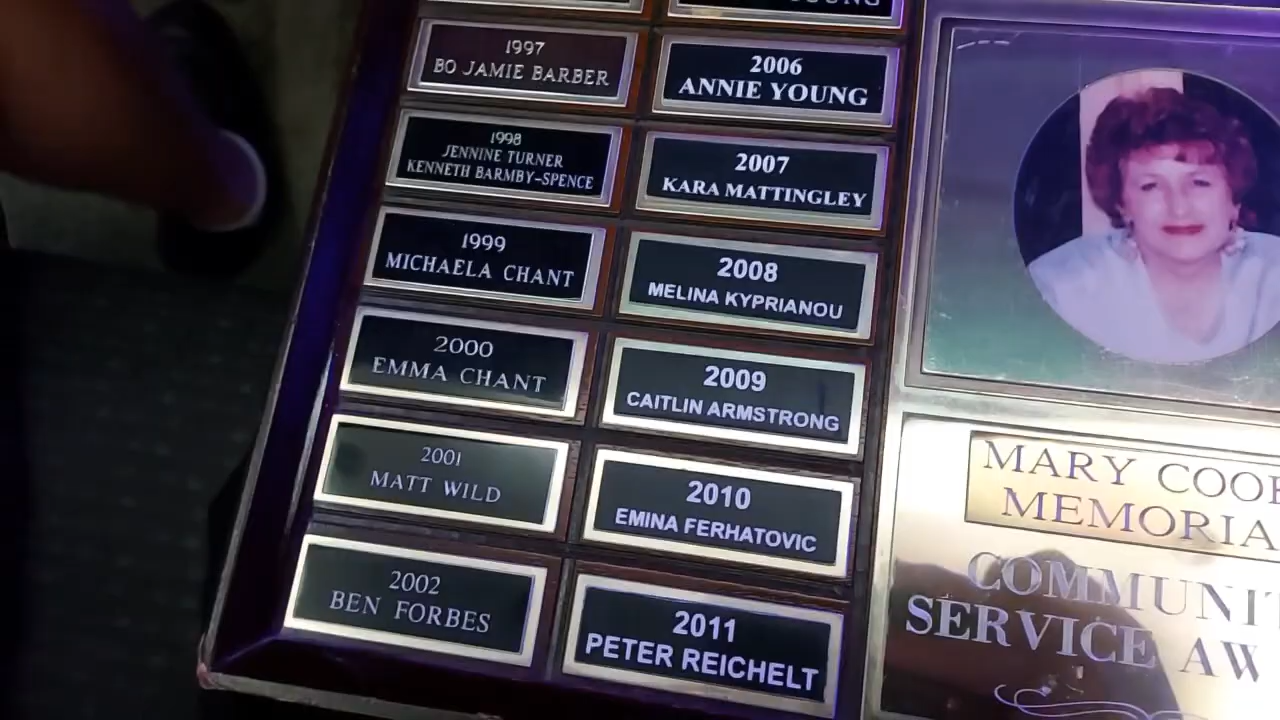 1997
BO JAMIE BARBER
1998
JENNINE TURNER
KENNETH BARMBY-SPENCE
1999
MICHAELA CHANT
2000
EMMA CHANT
2001
MATT WILD
2002
BEN FORBES
YOUNG
2006
ANNIE YOUNG
2007
KARA MATTINGLEY
2008
MELINA KYPRIANOU
2009
CAITLIN ARMSTRONG
2010
EMINA FERHATOVIC
2011
PETER REICHELT
MARY
MEMORIA
COMMUNI
SERVICE AW